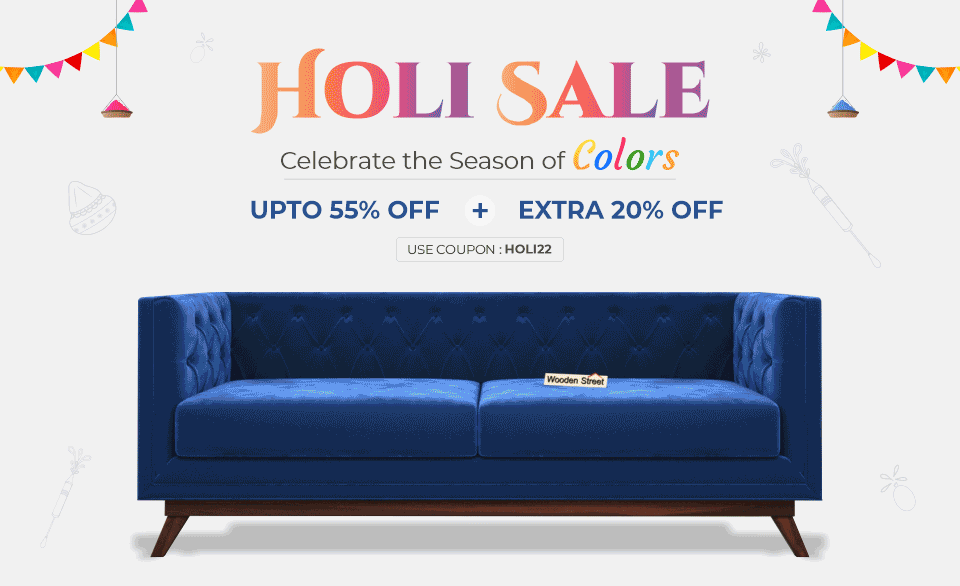 HOLI SALE
Celebrate the Season of Colors
UPTO 55% OFF + EXTRA 20% OFF
USE COUPON : HOLI22
Wooden Street